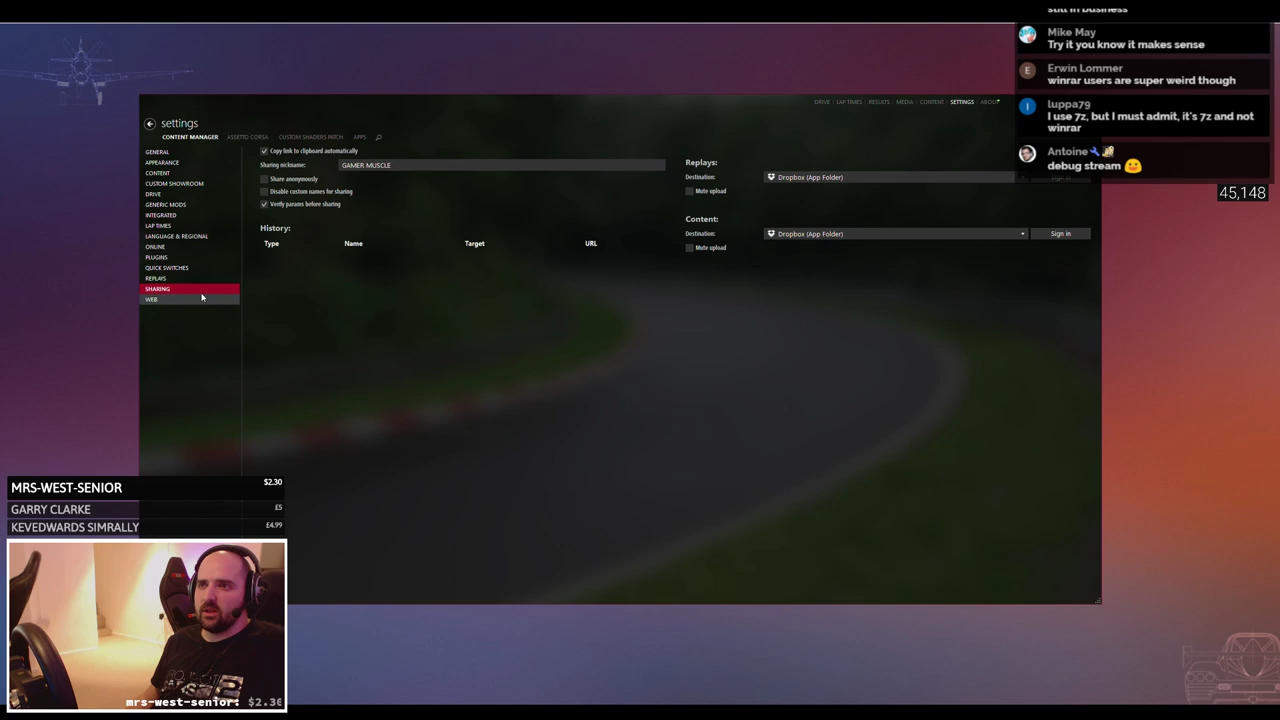 still in business
Mike May
Try it you know it makes sense
Erwin Lommer
winrar users are super weird though
luppa79
I use 7z, but I must admit, it's 7z and not
winrar
Antoine
debug stream
45,148
DRIVE | LAP TIMES | RESULTS | MEDIA | CONTENT | SETTINGS | ABOUT
settings
CONTENT MANAGER ASSETTO CORSA CUSTOM SHADERS PATCH APPS
GENERAL
APPEARANCE
CONTENT
CUSTOM SHOWROOM
DRIVE
GENERIC MODS
INTEGRATED
LAP TIMES
LANGUAGE & REGIONAL
ONLINE
PLUGINS
QUICK SWITCHES
REPLAYS
SHARING
WEB
Copy link to clipboard automatically
Sharing nickname: GAMER MUSCLE
Share anonymously
Disable custom names for sharing
Verify params before sharing
History:
Type Name Target URL
Replays:
Destination: Dropbox (App Folder)
Mute upload
Content:
Destination: Dropbox (App Folder) Sign in
Mute upload
MRS-WEST-SENIOR $2.30
GARRY CLARKE £5
KEVEDWARDS SIMRALLY £4.99
mrs-west-senior: $2.30